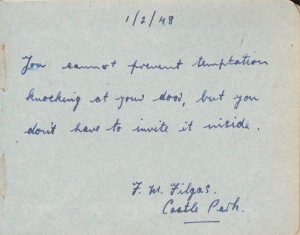 1/2/48
You cannot prevent temptation
knocking at your door, but you
don't have to invite it inside.
F. M. Filgas.
Castle Park.